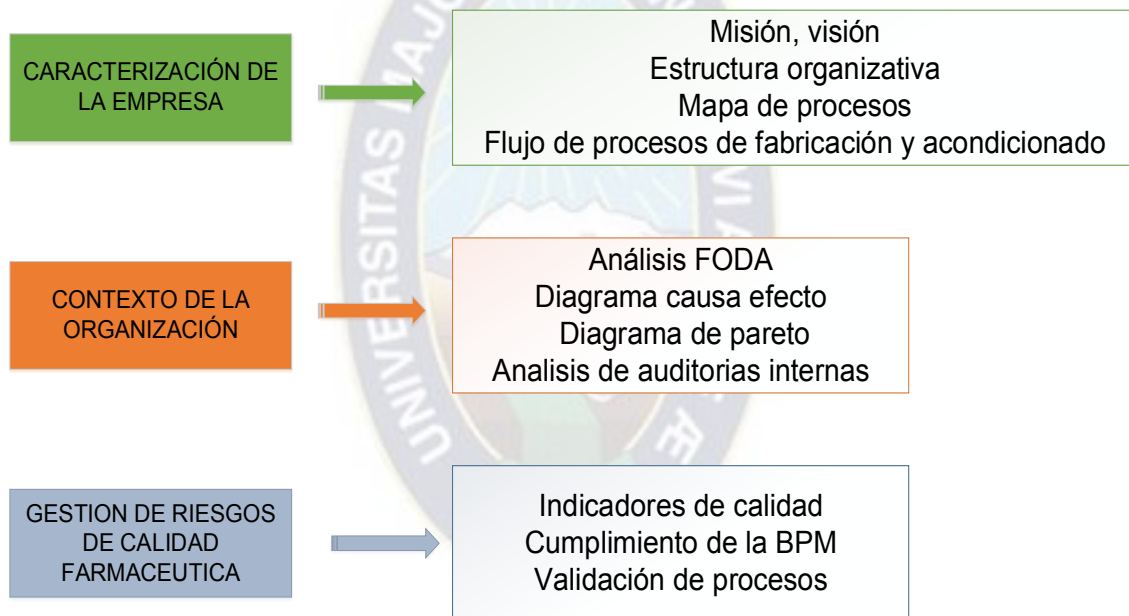 CARACTERIZACIÓN DE
LA EMPRESA
Misión, visión
Estructura organizativa
Mapa de procesos
Flujo de procesos de fabricación y acondicionado
CONTEXTO DE LA
ORGANIZACIÓN
Análisis FODA
Diagrama causa efecto
Diagrama de pareto
Analisis de auditorias internas
GESTION DE RIESGOS
DE CALIDAD
FARMACEUTICA
Indicadores de calidad
Cumplimiento de la BPM
Validación de procesos
UNIVERSITAS MAJO